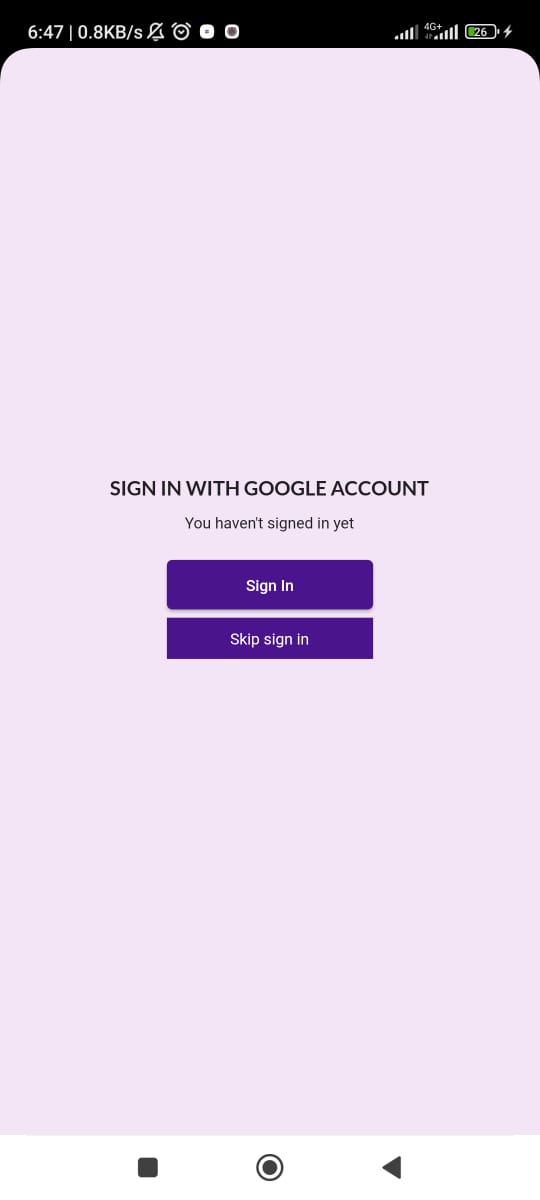 6:47 | 0.8KB/s
4G+
26
SIGN IN WITH GOOGLE ACCOUNT
You haven't signed in yet
Sign In
Skip sign in